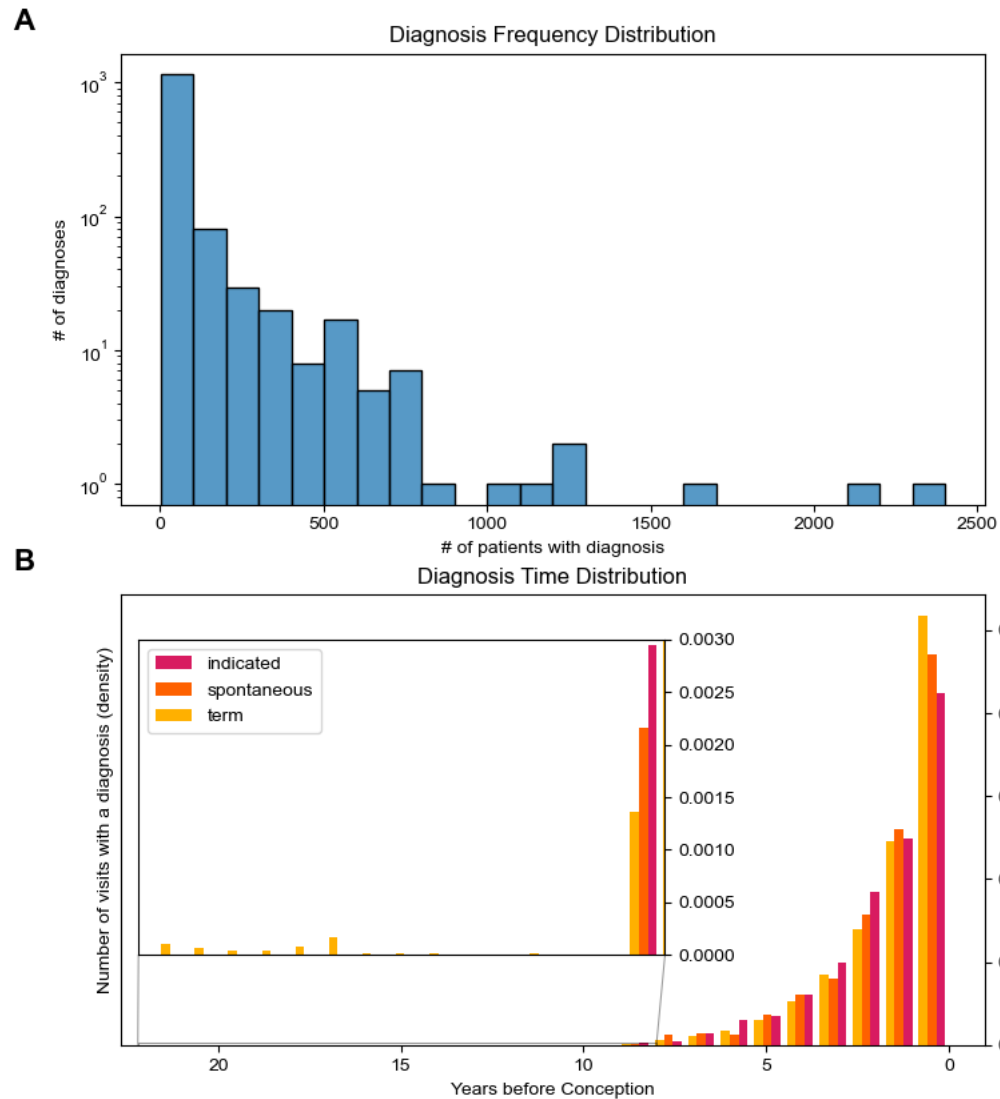 A
Diagnosis Frequency Distribution
10³
10²
10¹
10⁰
# of diagnoses
0 500 1000 1500 2000 2500
# of patients with diagnosis
B
Diagnosis Time Distribution
Number of visits with a diagnosis (density)
indicated
spontaneous
term
0.0030
0.0025
0.0020
0.0015
0.0010
0.0005
0.0000
20 15 10 5 0
Years before Conception